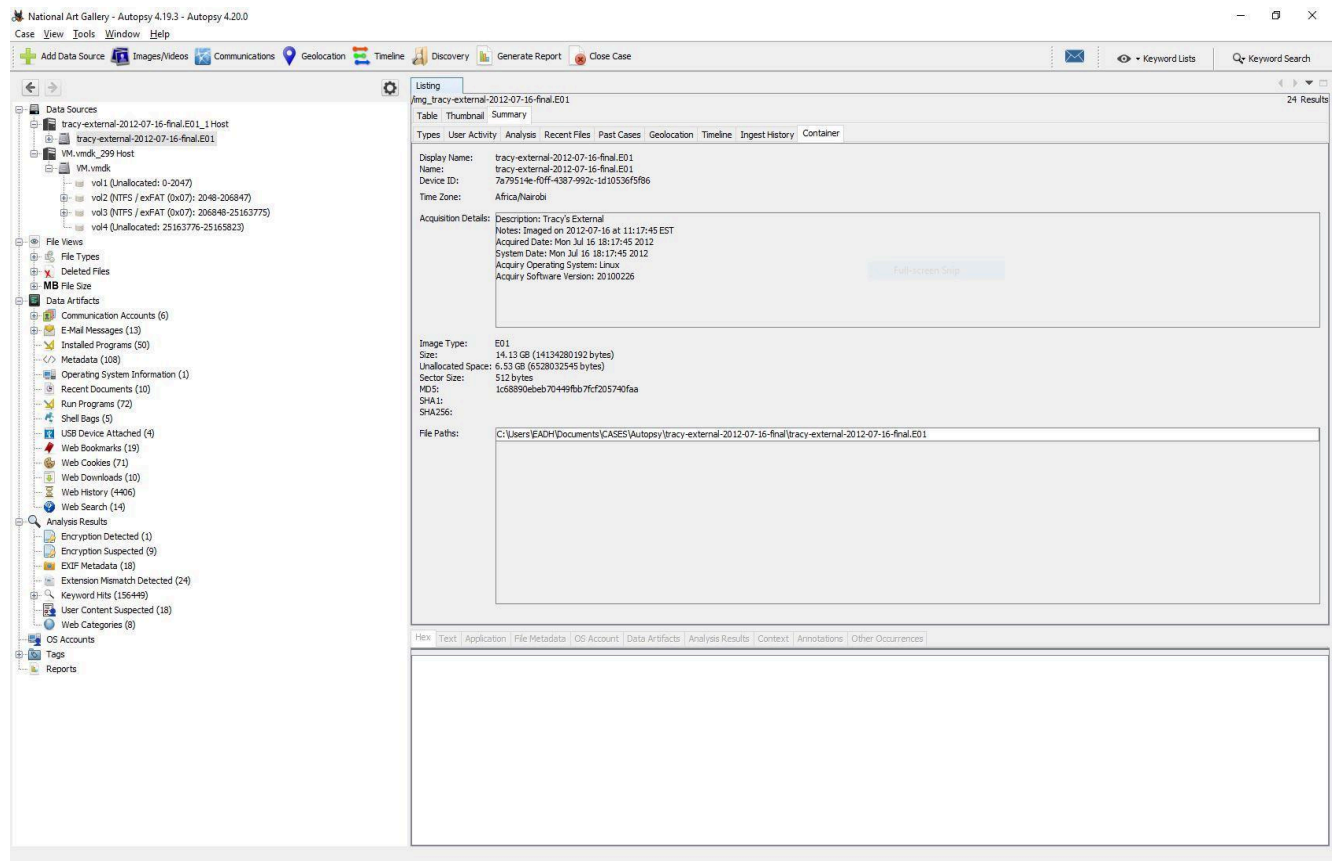 National Art Gallery - Autopsy 4.19.3 - Autopsy 4.20.0
Case View Tools Window Help
Add Data Source Images/Videos Communications Geolocation Timeline Discovery Generate Report Close Case Keyword Lists Keyword Search
Data Sources
tracy-external-2012-07-16-final.E01_1 Host
tracy-external-2012-07-16-final.E01
VM.vmdk_299 Host
VM.vmdk
vol1 (Unallocated: 0-2047)
vol2 (NTFS / exFAT (0x07): 2048-206847)
vol3 (NTFS / exFAT (0x07): 206848-25163775)
vol4 (Unallocated: 25163776-25165823)
File Views
File Types
Deleted Files
MB File Size
Data Artifacts
Communication Accounts (6)
E-Mail Messages (13)
Installed Programs (50)
Metadata (108)
Operating System Information (1)
Recent Documents (10)
Run Programs (72)
Shell Bags (5)
USB Device Attached (4)
Web Bookmarks (19)
Web Cookies (71)
Web Downloads (10)
Web History (4406)
Web Search (14)
Analysis Results
Encryption Detected (1)
Encryption Suspected (9)
EXIF Metadata (18)
Extension Mismatch Detected (24)
Keyword Hits (156449)
User Content Suspected (18)
Web Categories (8)
OS Accounts
Tags
Reports
Listing
/img_tracy-external-2012-07-16-final.E01 24 Results
Table Thumbnail Summary
Types User Activity Analysis Recent Files Past Cases Geolocation Timeline Ingest History Container
Display Name: tracy-external-2012-07-16-final.E01
Name: tracy-external-2012-07-16-final.E01
Device ID: 7a79514e-f0ff-4387-992c-1d10536f5f86
Time Zone: Africa/Nairobi
Acquisition Details: Description: Tracy's External
Notes: Imaged on 2012-07-16 at 11:17:45 EST
Acquired Date: Mon Jul 16 18:17:45 2012
System Date: Mon Jul 16 18:17:45 2012
Acquiry Operating System: Linux
Acquiry Software Version: 20100226
Full-screen Snip
Image Type: E01
Size: 14.13 GB (14134280192 bytes)
Unallocated Space: 6.53 GB (6528032545 bytes)
Sector Size: 512 bytes
MD5: 1c68890ebeb70449fbb7fcf205740faa
SHA1:
SHA256:
File Paths: C:\Users\EADH\Documents\CASES\Autopsy\tracy-external-2012-07-16-final\tracy-external-2012-07-16-final.E01
Hex Text Application File Metadata OS Account Data Artifacts Analysis Results Context Annotations Other Occurrences